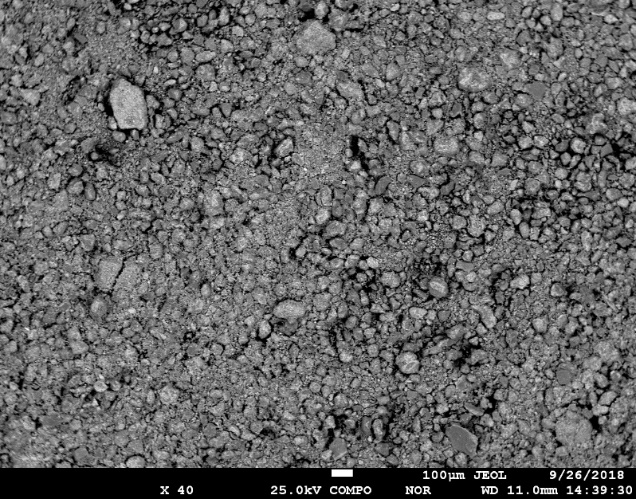 100µm JEOL 9/26/2018
X 40 25.0kV COMPO NOR WD 11.0mm 14:39:30